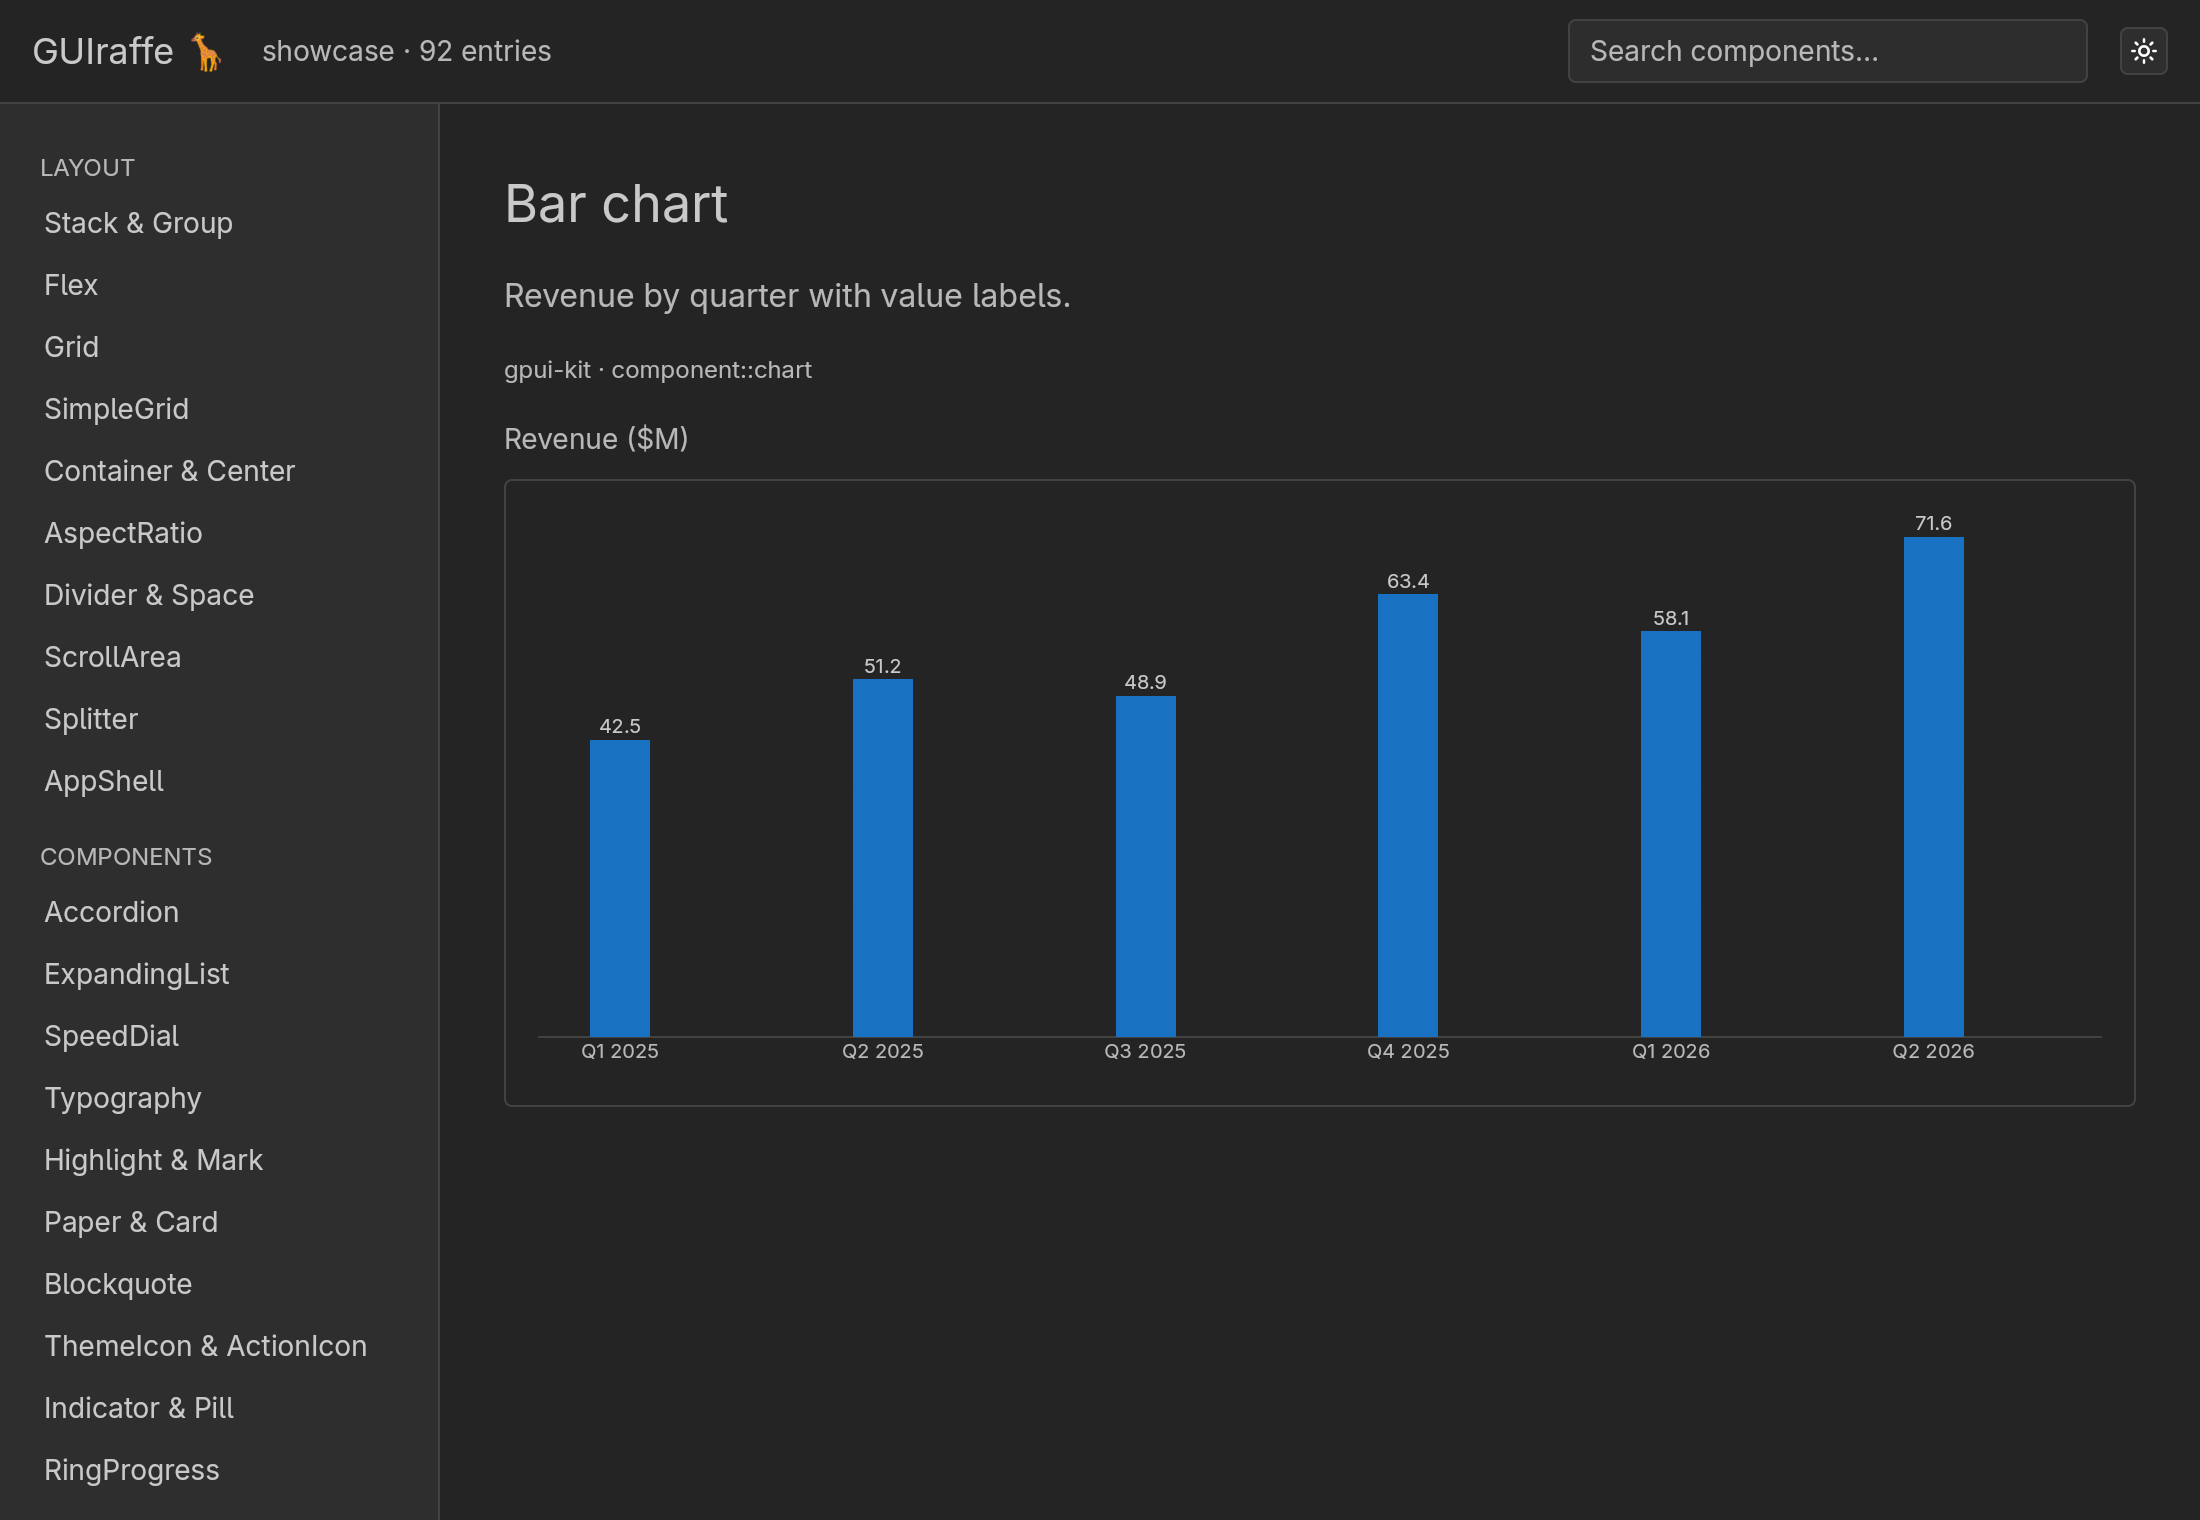 GUIraffe 🦒 showcase · 92 entries
Search components...
LAYOUT
Stack & Group
Flex
Grid
SimpleGrid
Container & Center
AspectRatio
Divider & Space
ScrollArea
Splitter
AppShell
COMPONENTS
Accordion
ExpandingList
SpeedDial
Typography
Highlight & Mark
Paper & Card
Blockquote
ThemeIcon & ActionIcon
Indicator & Pill
RingProgress
Bar chart
Revenue by quarter with value labels.
gpui-kit · component::chart
Revenue ($M)
42.5
51.2
48.9
63.4
58.1
71.6
Q1 2025
Q2 2025
Q3 2025
Q4 2025
Q1 2026
Q2 2026